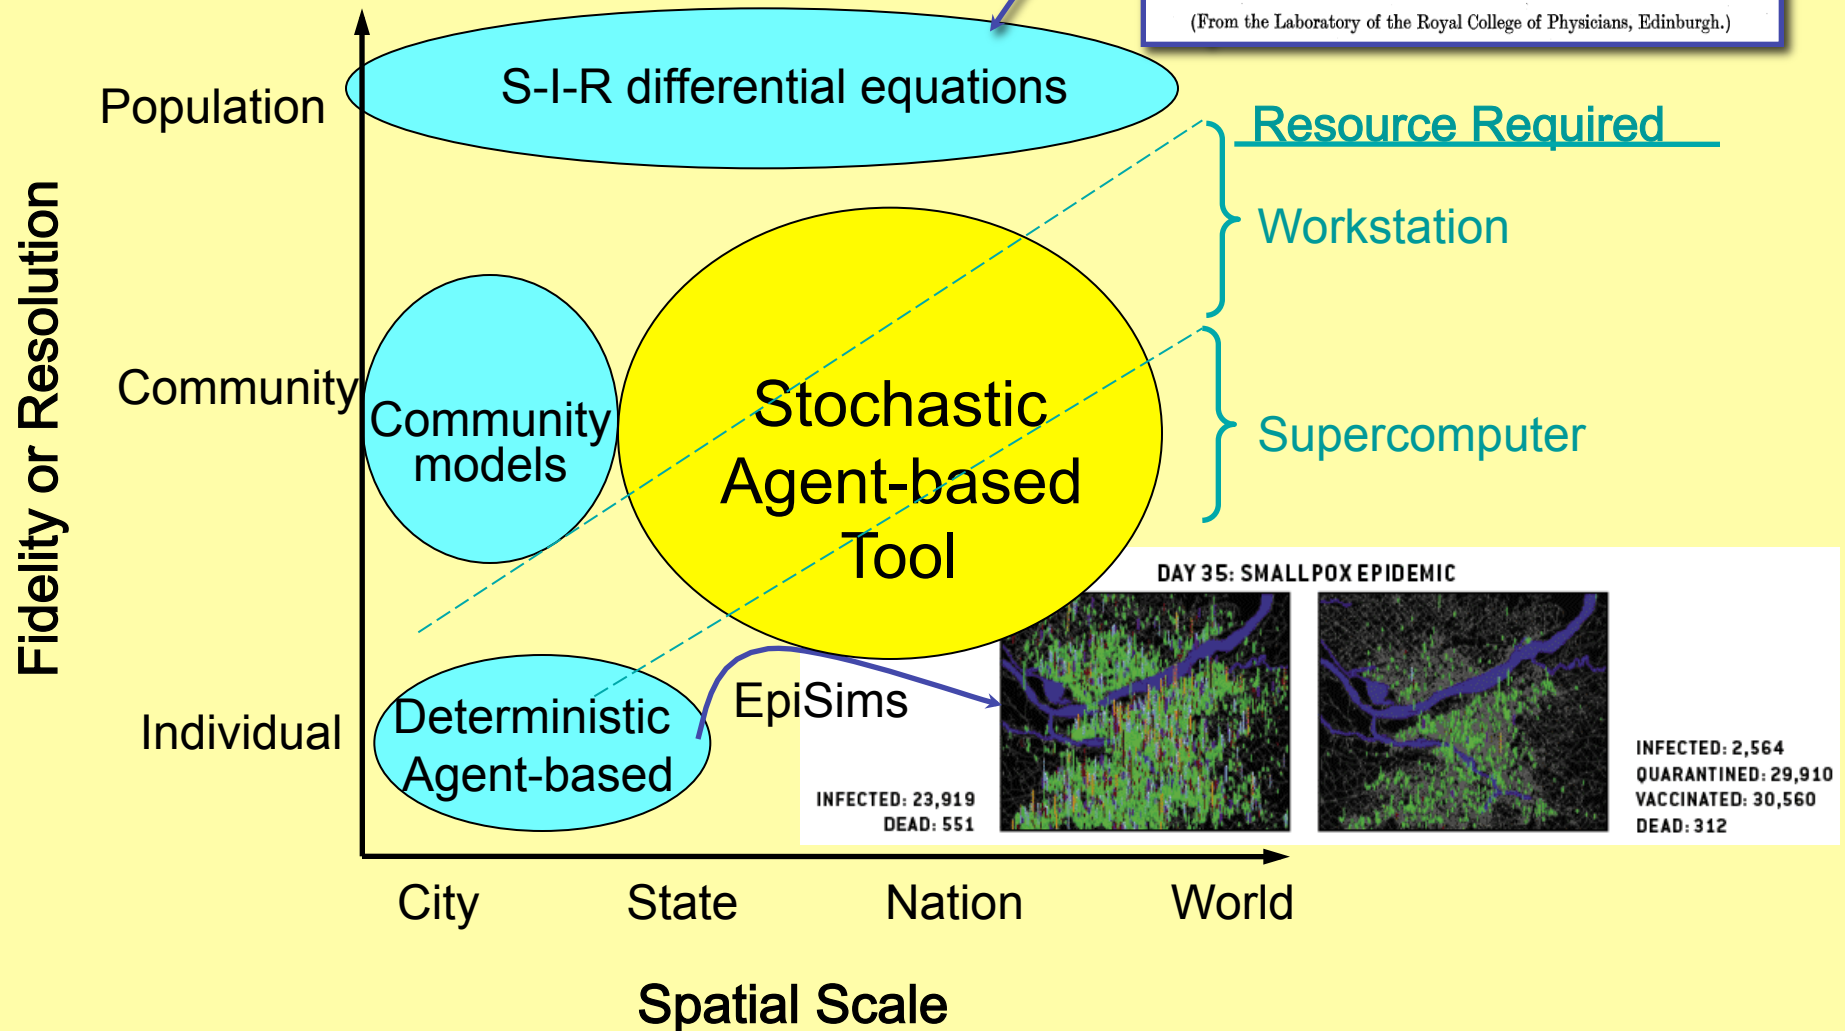 (From the Laboratory of the Royal College of Physicians, Edinburgh.)
S-I-R differential equations
Population
Resource Required
Workstation
Fidelity or Resolution
Community
Community
models
Stochastic
Agent-based
Tool
Supercomputer
DAY 35: SMALLPOX EPIDEMIC
Individual
Deterministic
Agent-based
EpiSims
INFECTED: 23,919
DEAD: 551
INFECTED: 2,564
QUARANTINED: 29,910
VACCINATED: 30,560
DEAD: 312
City
State
Nation
World
Spatial Scale